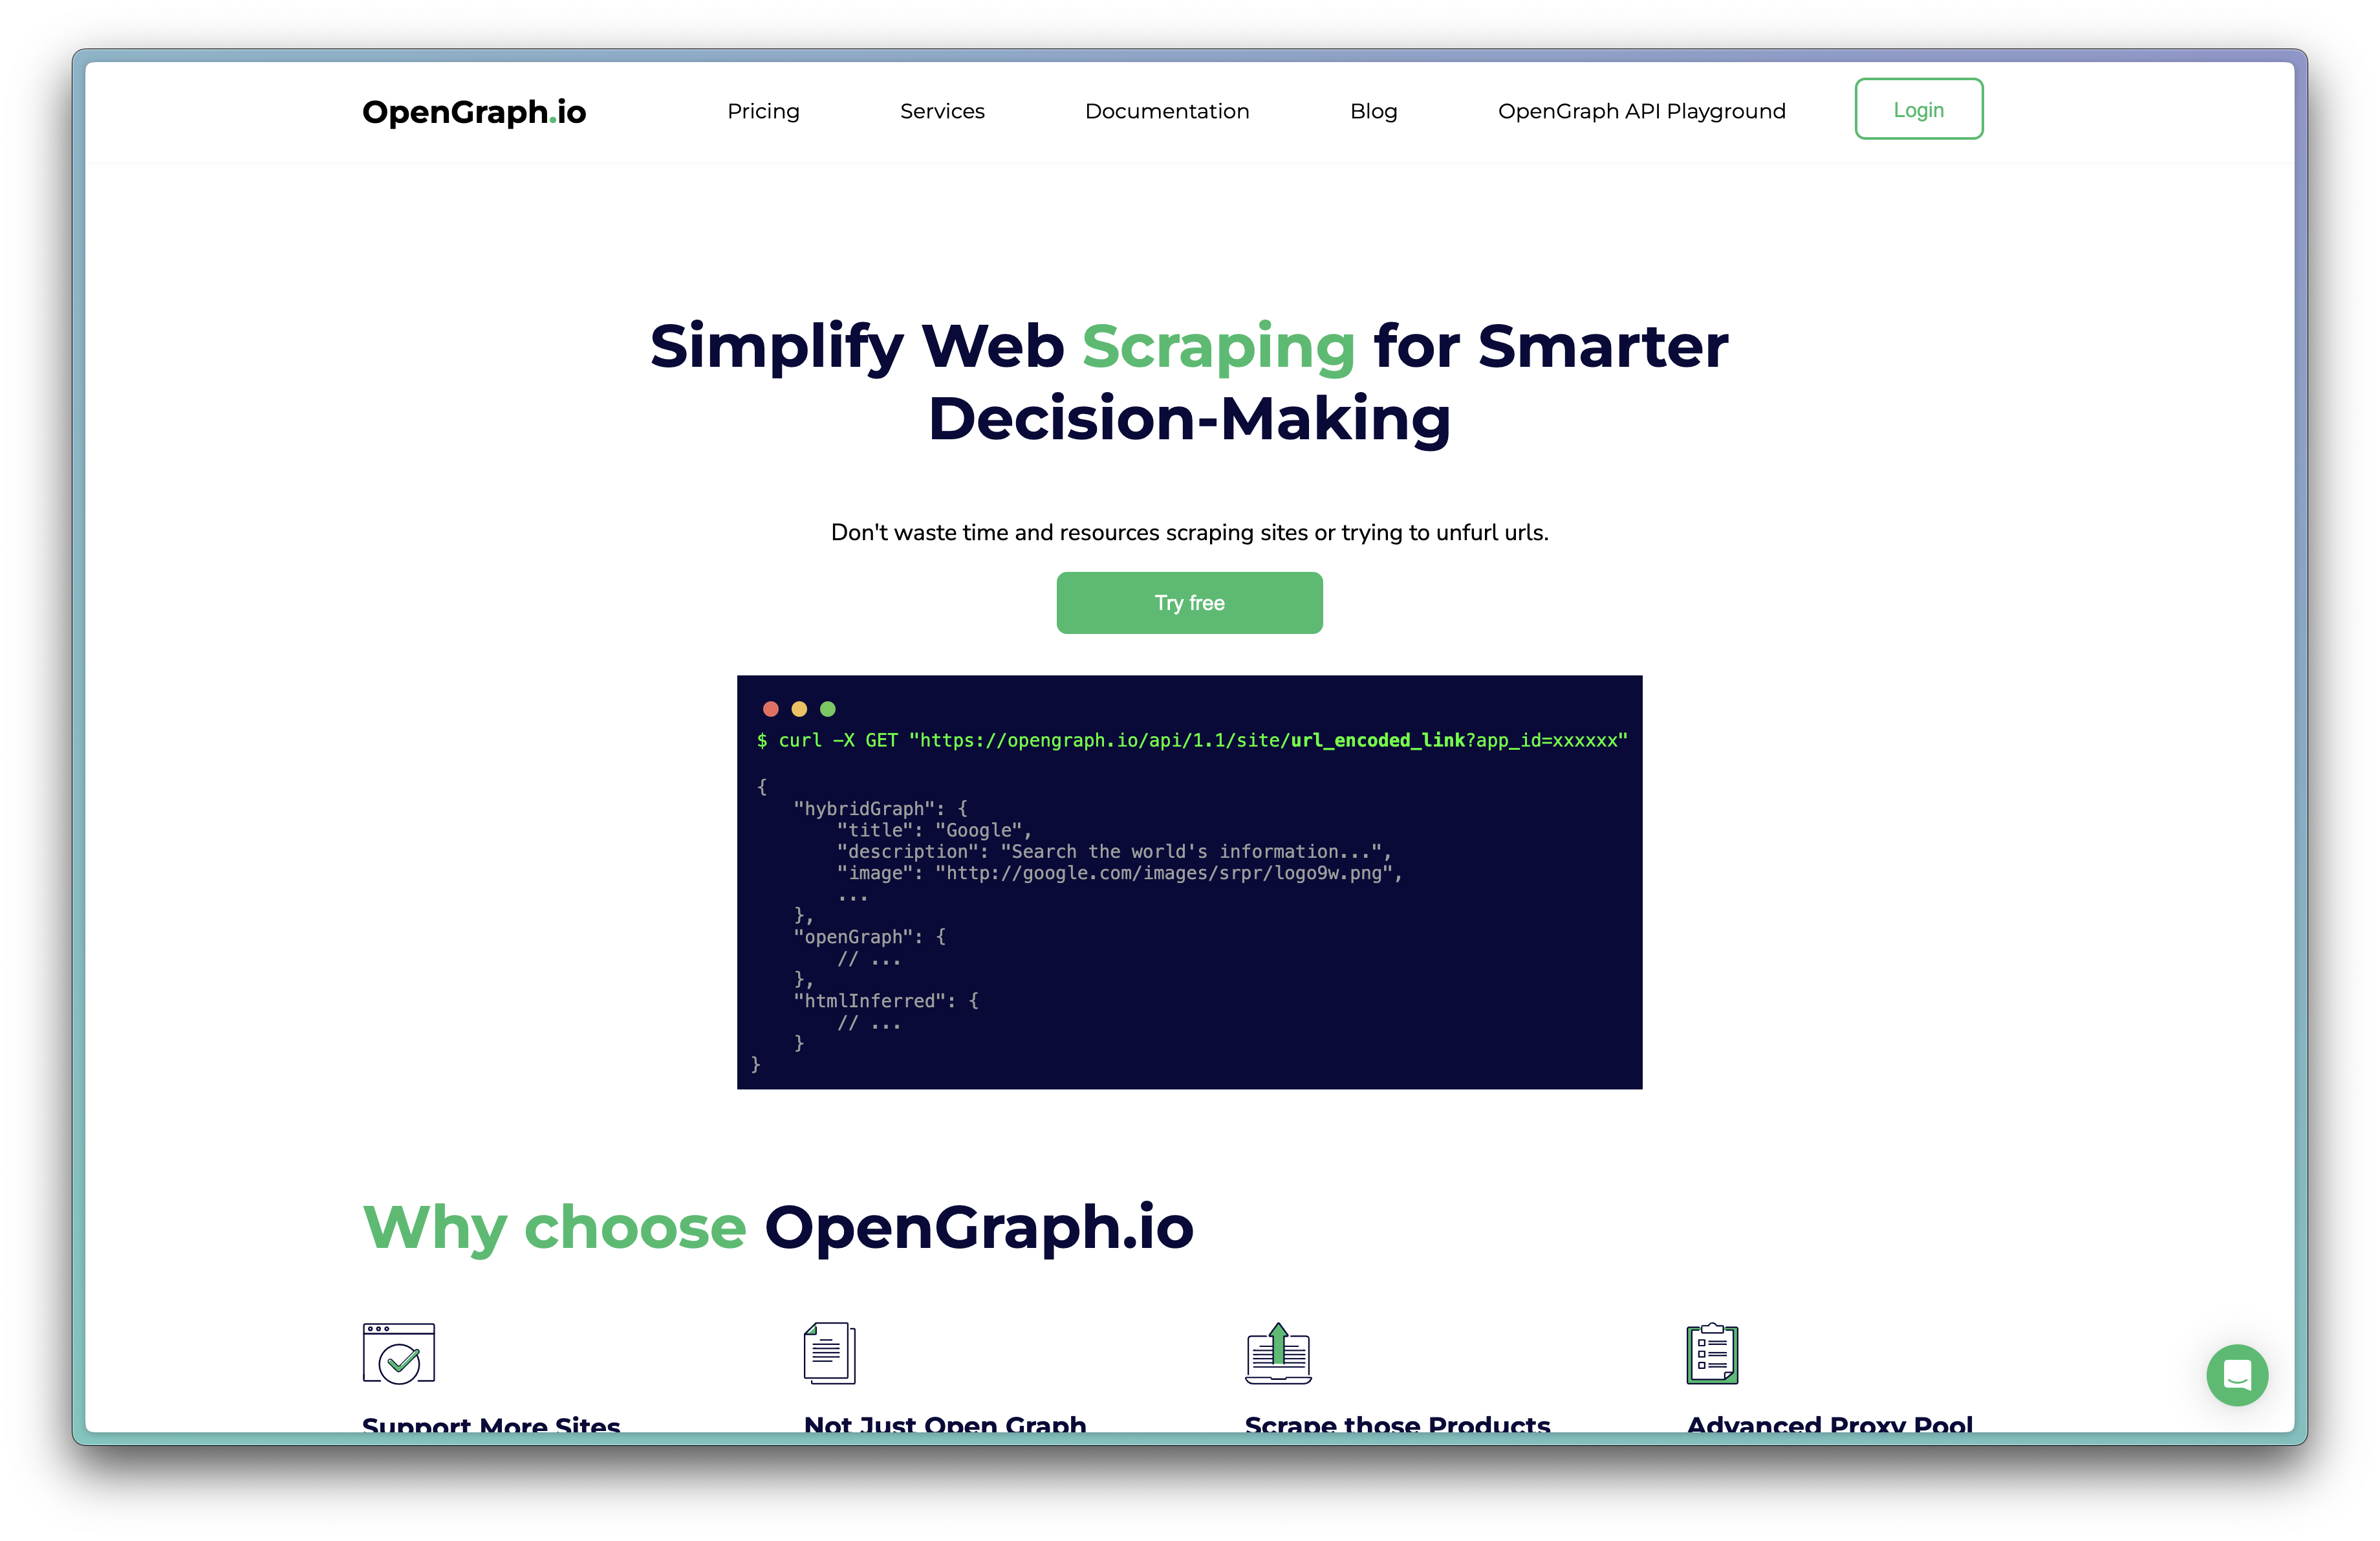 OpenGraph.io
Pricing
Services
Documentation
Blog
OpenGraph API Playground
Login
Simplify Web Scraping for Smarter
Decision-Making
Don't waste time and resources scraping sites or trying to unfurl urls.
Try free
$ curl -X GET "https://opengraph.io/api/1.1/site/url_encoded_link?app_id=xxxxxx"
{
"hybridGraph": {
"title": "Google",
"description": "Search the world's information...",
"image": "http://google.com/images/srpr/logo9w.png",
...
},
"openGraph": {
// ...
},
"htmlInferred": {
// ...
}
}
Why choose OpenGraph.io
Support More Sites
Not Just Open Graph
Scrape those Products
Advanced Proxy Pool